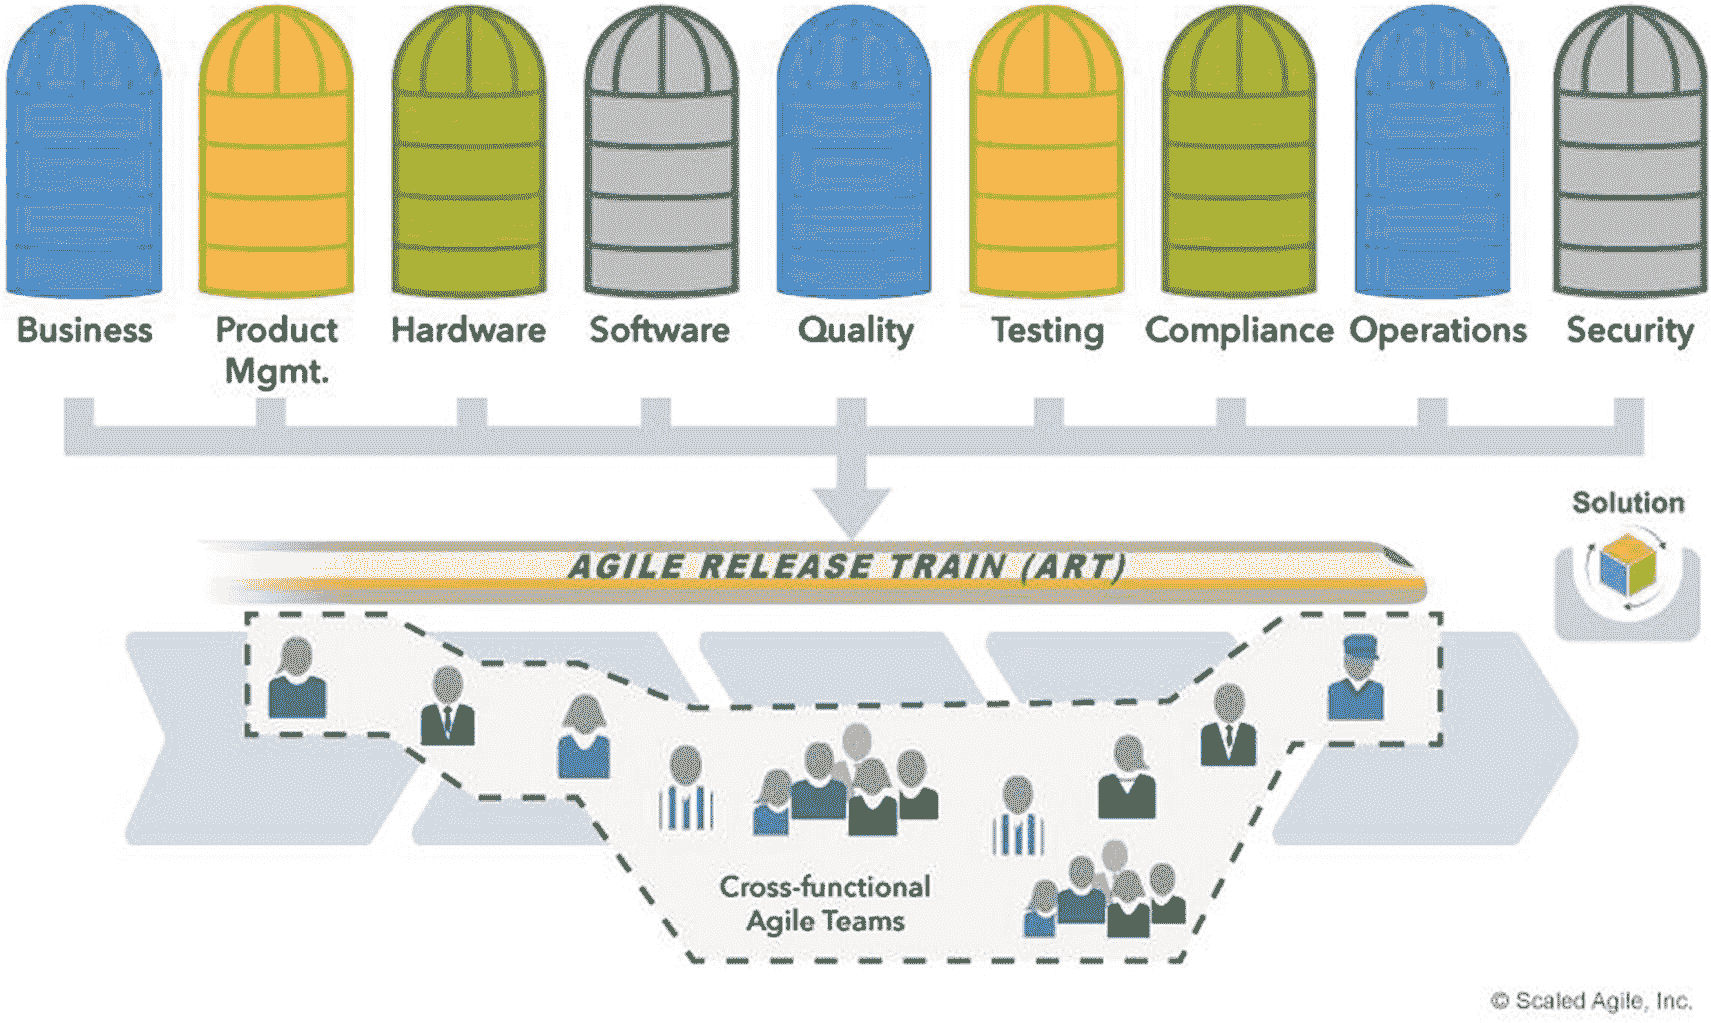 Business
Product
Mgmt.
Hardware
Software
Quality
Testing
Compliance
Operations
Security
Solution
AGILE RELEASE TRAIN (ART)
Cross-functional
Agile Teams
© Scaled Agile, Inc.